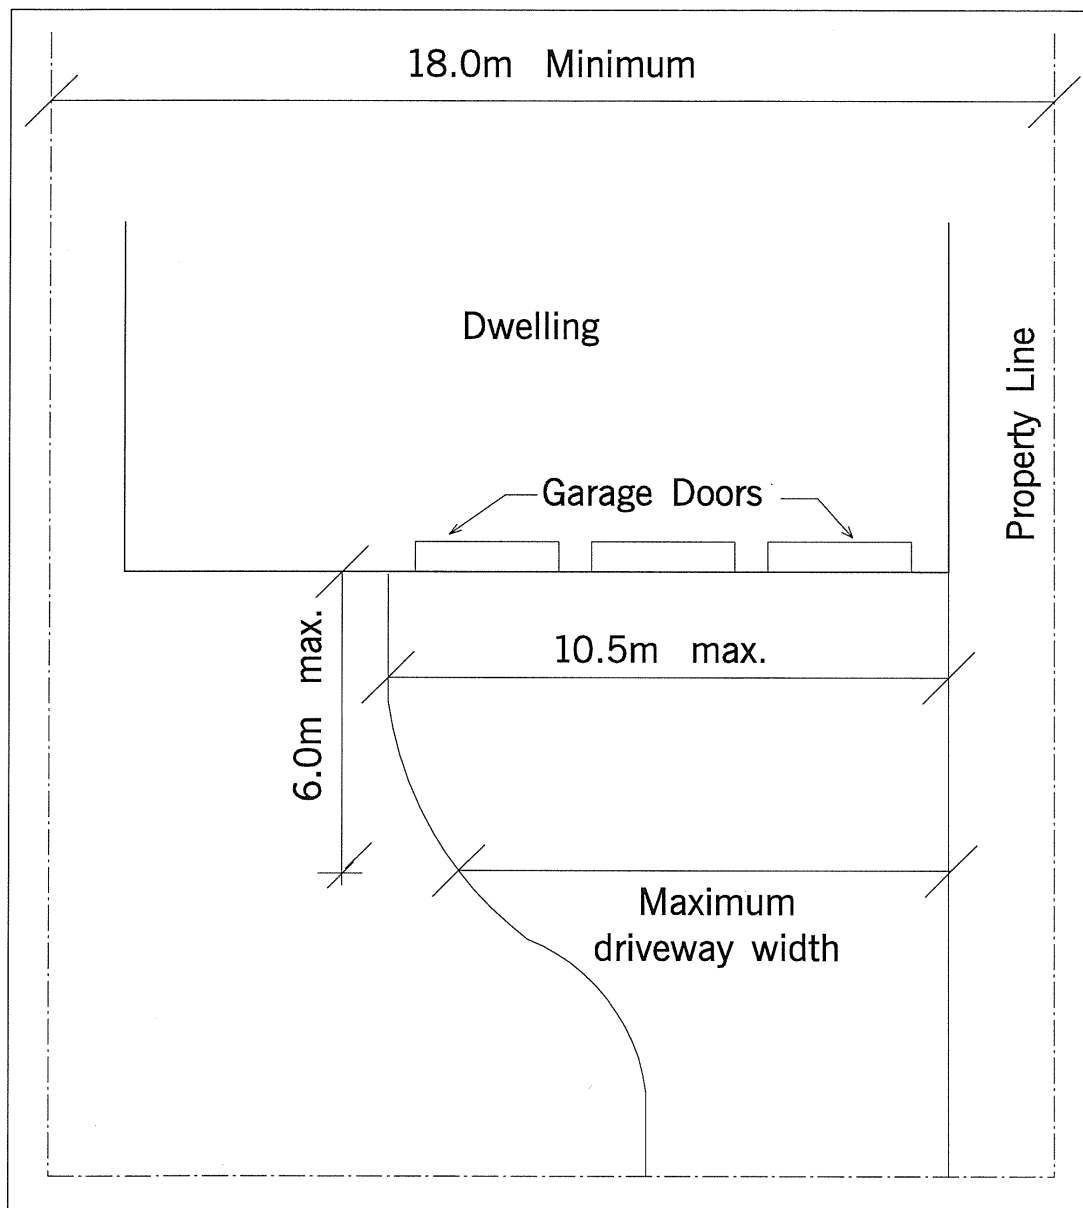 18.0m Minimum
Dwelling
Property Line
Garage Doors
10.5m max.
6.0m max.
Maximum
driveway width